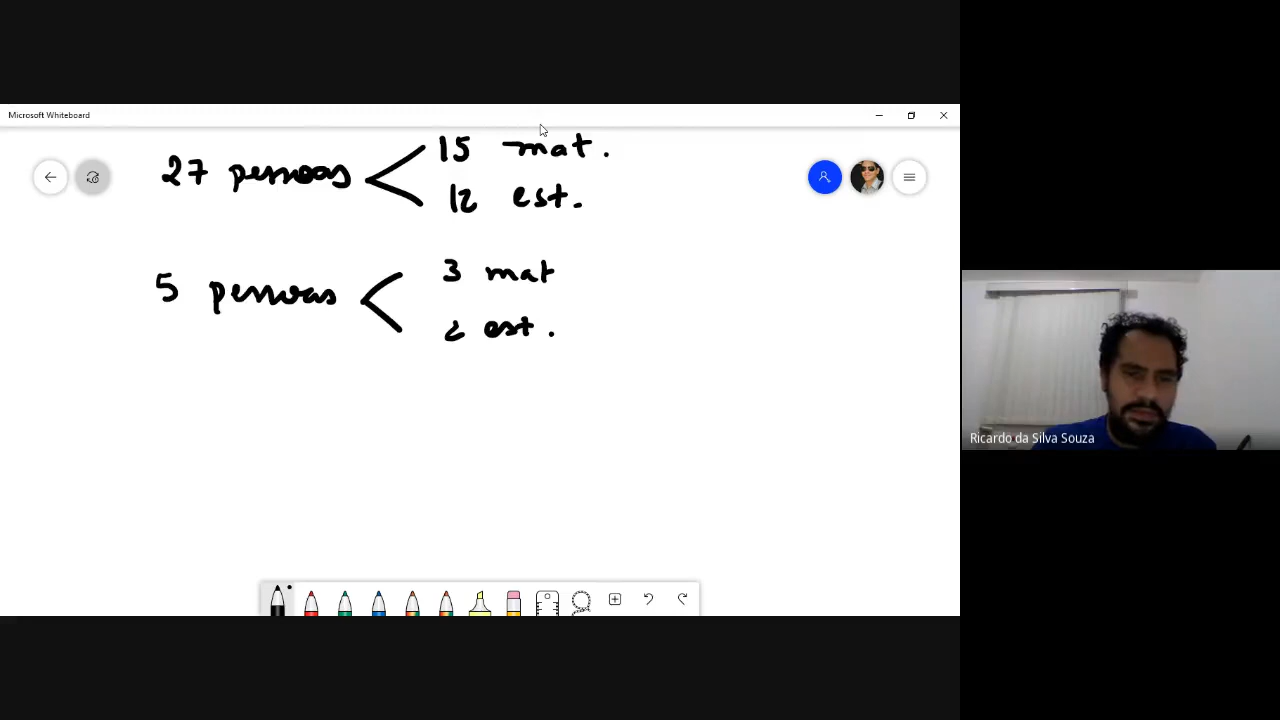 Microsoft Whiteboard
15 mat.
27 pessoas
12 est.
3 mat
5 pessoas
2 est.
Ricardo da Silva Souza